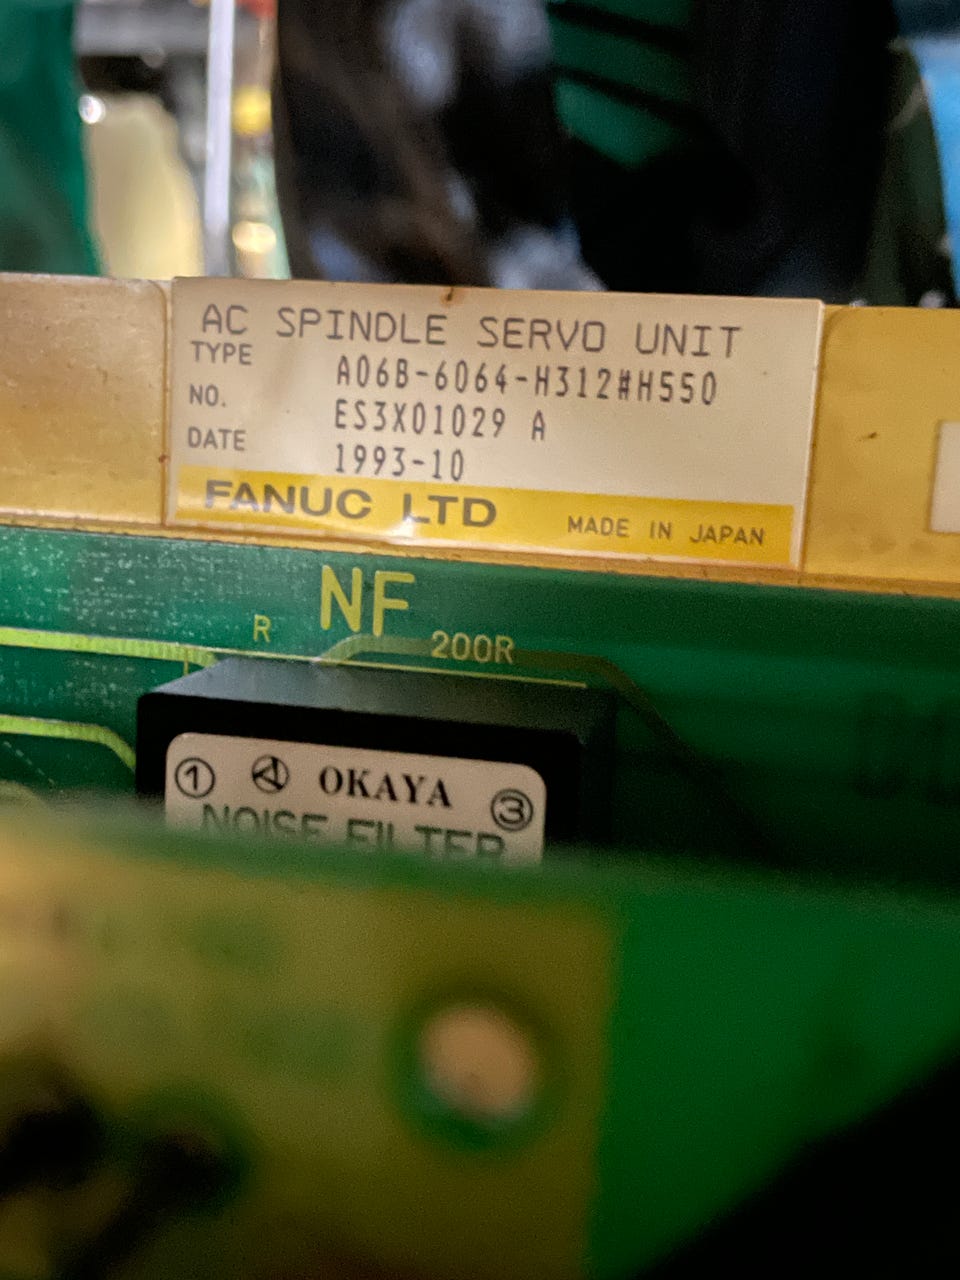 AC SPINDLE SERVO UNIT
TYPE A06B-6064-H312#H550
NO. ES3X01029 A
DATE 1993-10
FANUC LTD MADE IN JAPAN
NF
R 200R
① OKAYA ③
NOISE FILTER